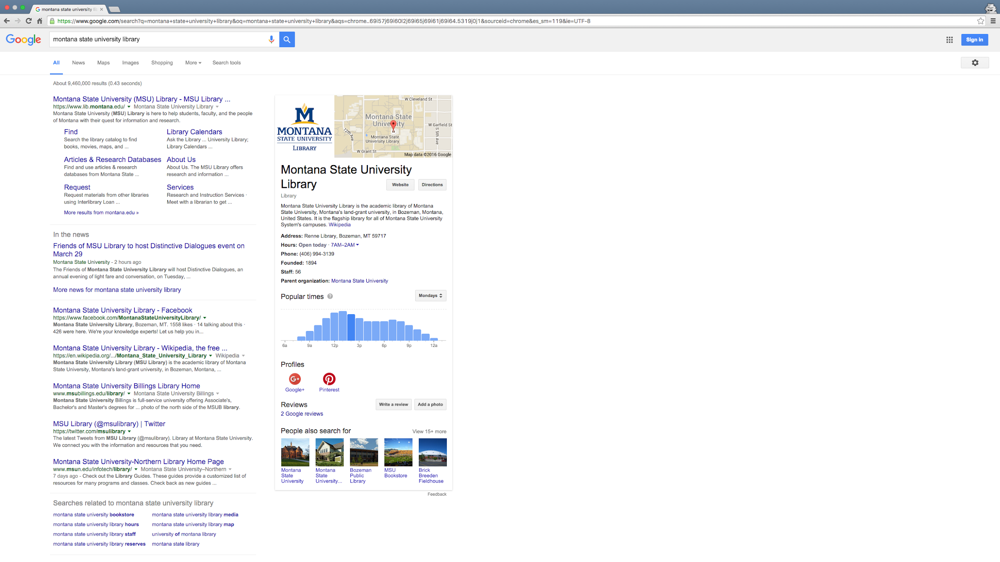 montana state university lib
https://www.google.com/search?q=montana+state+university+library&oq=montana+state+university+library&aqs=chrome..69i57j69i60l2j69i65j69i61j69i64.5319j0j1&sourceid=chrome&es_sm=119&ie=UTF-8
Google
montana state university library
Sign in
All News Maps Images Shopping More Search tools
About 9,460,000 results (0.43 seconds)
Montana State University (MSU) Library - MSU Library ...
https://www.lib.montana.edu/ Montana State University Library
Montana State University (MSU) Library is here to help students, faculty, and the people
of Montana with their quest for information and research.
Find
Search the library catalog to find
books, movies, maps, and ...
Library Calendars
Ask the Library ... University Library;
Library Calendars ...
Articles & Research Databases
Find and use articles & research
databases from Montana State ...
About Us
About Us. The MSU Library offers
research and information ...
Request
Request materials from other libraries
using Interlibrary Loan ...
Services
Research and Instruction Services ·
Meet with a librarian to get ...
More results from montana.edu »
In the news
Friends of MSU Library to host Distinctive Dialogues event on
March 29
Montana State University - 2 hours ago
The Friends of Montana State University Library will host Distinctive Dialogues, an
annual evening of light fare and conversation, on Tuesday, ...
More news for montana state university library
Montana State University Library - Facebook
https://www.facebook.com/MontanaStateUniversityLibrary/
Montana State University Library, Bozeman, MT. 1558 likes · 14 talking about this ·
426 were here. We're your knowledge experts! Let us help you in...
Montana State University Library - Wikipedia, the free ...
https://en.wikipedia.org/.../Montana_State_University_Library Wikipedia
Montana State University Library (MSU Library) is the academic library of Montana
State University, Montana's land-grant university, in Bozeman, Montana, ...
Montana State University Billings Library Home
www.msubillings.edu/library/ Montana State University Billings
Montana State University Billings is full-service university offering Associate's,
Bachelor's and Master's degrees for ... photo of the north side of the MSUB library.
MSU Library (@msulibrary) | Twitter
https://twitter.com/msulibrary
The latest Tweets from MSU Library (@msulibrary). Library at Montana State University.
We connect you with the information and resources that you need.
Montana State University-Northern Library Home Page
www.msun.edu/infotech/library/ Montana State University–Northern
7 days ago - Check out the Library Guides. These guides provide a customized list of
resources for many programs and classes. Check back as new guides ...
Searches related to montana state university library
montana state university bookstore
montana state university library media
montana state university library hours
montana state university library map
montana state university library staff
university of montana library
montana state university library reserves
montana state library
M
MONTANA
STATE UNIVERSITY
LIBRARY
W Cleveland St
Montana State
University
W Garfield St
S 5th Ave
12th Ave
Montana State
University Library
W Grant St
Map data ©2016 Google
Montana State University
Library
Website
Directions
Library
Montana State University Library is the academic library of Montana
State University, Montana's land-grant university, in Bozeman, Montana,
United States. It is the flagship library for all of Montana State University
System's campuses. Wikipedia
Address: Renne Library, Bozeman, MT 59717
Hours: Open today · 7AM–2AM
Phone: (406) 994-3139
Founded: 1894
Staff: 56
Parent organization: Montana State University
Popular times ?
Mondays
6a 9a 12p 3p 6p 9p 12a
Profiles
G+
Google+
Pinterest
Reviews
Write a review
Add a photo
2 Google reviews
People also search for
View 15+ more
Montana
State
University
Montana
State
University...
Bozeman
Public
Library
MSU
Bookstore
Brick
Breeden
Fieldhouse
Feedback